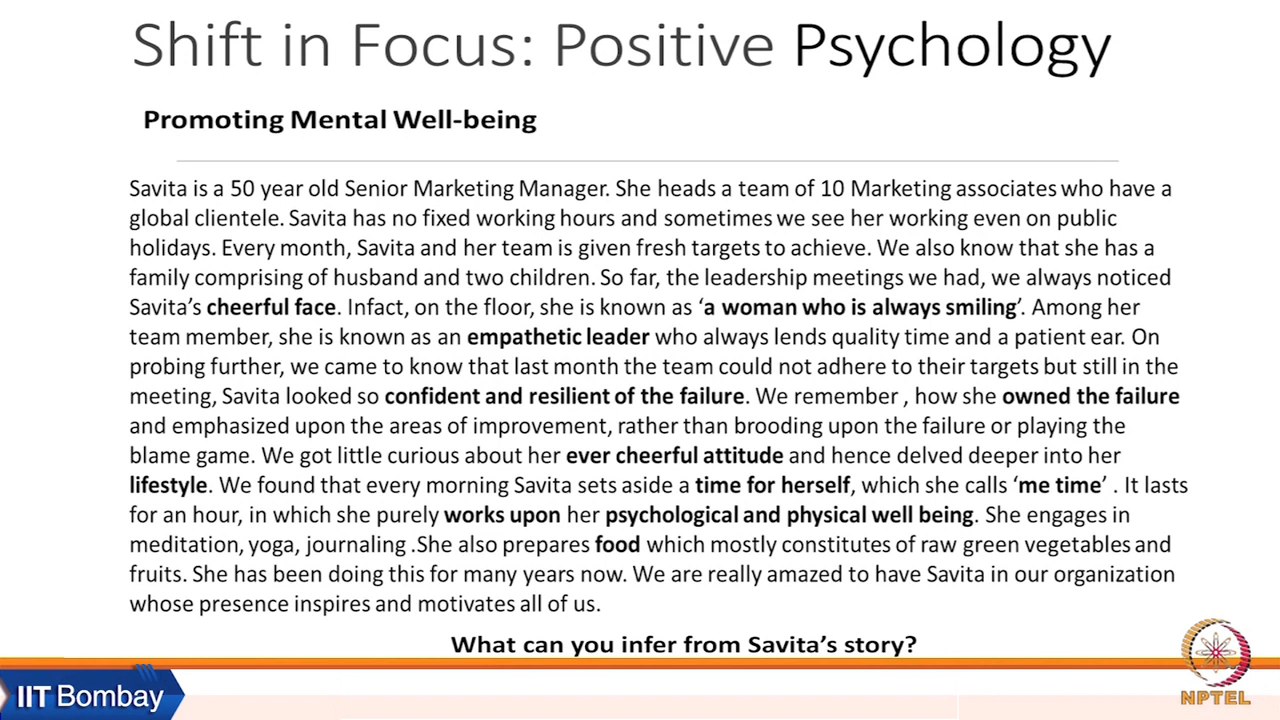 Shift in Focus: Positive Psychology
Promoting Mental Well-being
Savita is a 50 year old Senior Marketing Manager. She heads a team of 10 Marketing associates who have a
global clientele. Savita has no fixed working hours and sometimes we see her working even on public
holidays. Every month, Savita and her team is given fresh targets to achieve. We also know that she has a
family comprising of husband and two children. So far, the leadership meetings we had, we always noticed
Savita's cheerful face. Infact, on the floor, she is known as 'a woman who is always smiling'. Among her
team member, she is known as an empathetic leader who always lends quality time and a patient ear. On
probing further, we came to know that last month the team could not adhere to their targets but still in the
meeting, Savita looked so confident and resilient of the failure. We remember , how she owned the failure
and emphasized upon the areas of improvement, rather than brooding upon the failure or playing the
blame game. We got little curious about her ever cheerful attitude and hence delved deeper into her
lifestyle. We found that every morning Savita sets aside a time for herself, which she calls 'me time' . It lasts
for an hour, in which she purely works upon her psychological and physical well being. She engages in
meditation, yoga, journaling .She also prepares food which mostly constitutes of raw green vegetables and
fruits. She has been doing this for many years now. We are really amazed to have Savita in our organization
whose presence inspires and motivates all of us.
What can you infer from Savita's story?
IIT Bombay
NPTEL